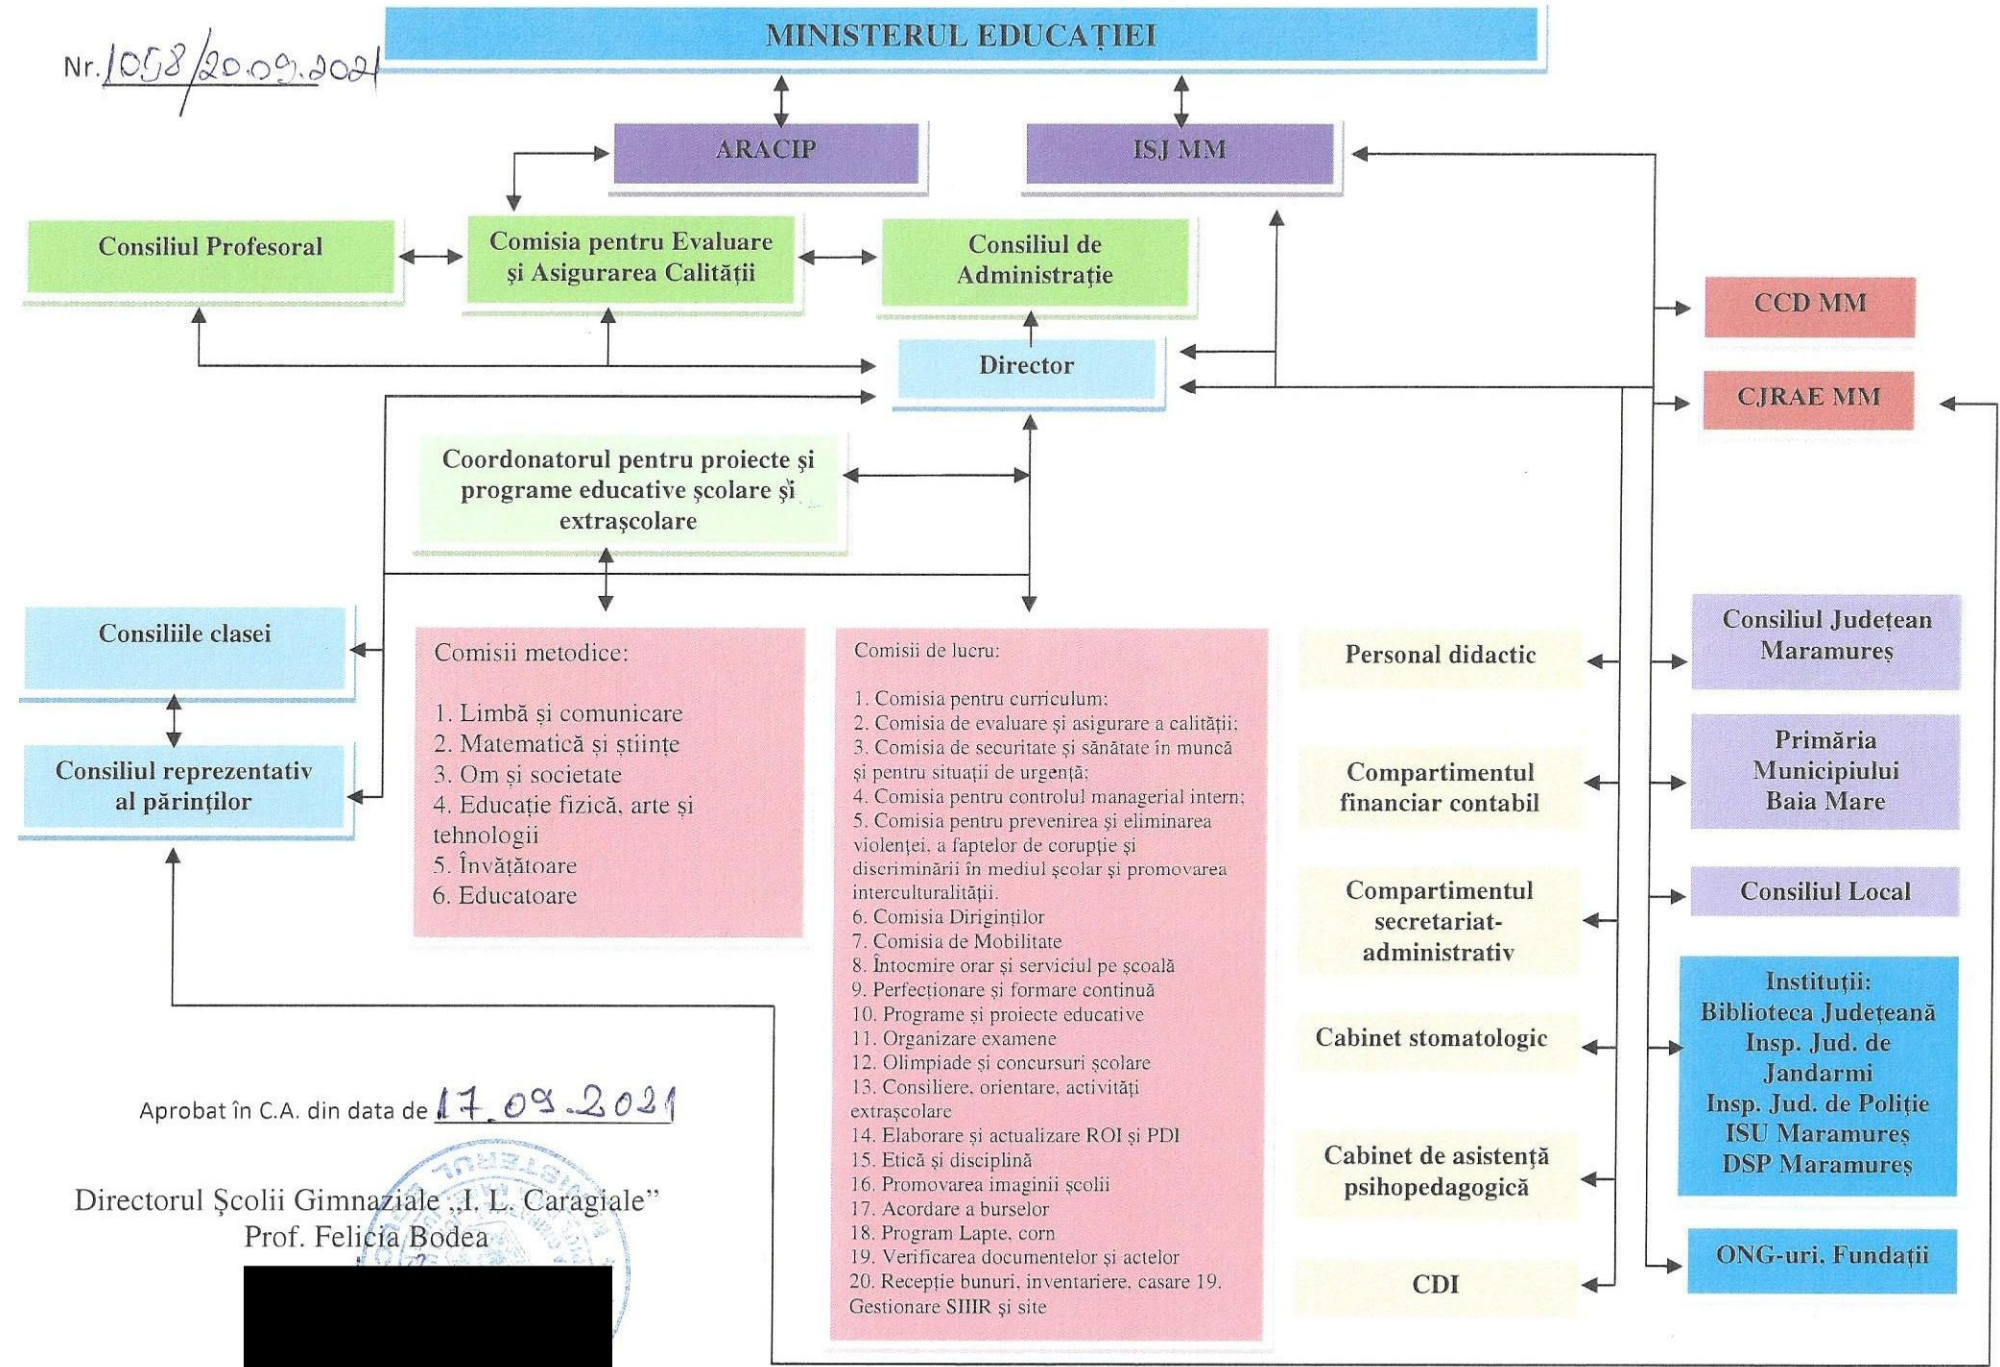 MINISTERUL EDUCAȚIEI
Nr. 1058/20.09.2021
ARACIP
ISJ MM
Consiliul Profesoral
Comisia pentru Evaluare
și Asigurarea Calității
Consiliul de
Administrație
CCD MM
Director
CJRAE MM
Coordonatorul pentru proiecte și
programe educative școlare și
extrașcolare
Consiliile clasei
Consiliul reprezentativ
al părinților
Comisii metodice:
1. Limbă și comunicare
2. Matematică și științe
3. Om și societate
4. Educație fizică, arte și
tehnologii
5. Învățătoare
6. Educatoare
Comisii de lucru:
1. Comisia pentru curriculum;
2. Comisia de evaluare și asigurare a calității;
3. Comisia de securitate și sănătate în muncă
și pentru situații de urgență;
4. Comisia pentru controlul managerial intern;
5. Comisia pentru prevenirea și eliminarea
violenței, a faptelor de corupție și
discriminării în mediul școlar și promovarea
interculturalității.
6. Comisia Diriginților
7. Comisia de Mobilitate
8. Întocmire orar și serviciul pe școală
9. Perfecționare și formare continuă
10. Programe și proiecte educative
11. Organizare examene
12. Olimpiade și concursuri școlare
13. Consiliere, orientare, activități
extrașcolare
14. Elaborare și actualizare ROI și PDI
15. Etică și disciplină
16. Promovarea imaginii școlii
17. Acordare a burselor
18. Program Lapte, corn
19. Verificarea documentelor și actelor
20. Recepție bunuri, inventariere, casare 19.
Gestionare SIIIR și site
Personal didactic
Compartimentul
financiar contabil
Compartimentul
secretariat-
administrativ
Cabinet stomatologic
Cabinet de asistență
psihopedagogică
CDI
Consiliul Județean
Maramureș
Primăria
Municipiului
Baia Mare
Consiliul Local
Instituții:
Biblioteca Județeană
Insp. Jud. de
Jandarmi
Insp. Jud. de Poliție
ISU Maramureș
DSP Maramureș
ONG-uri, Fundații
Aprobat în C.A. din data de 17.09.2021
Directorul Școlii Gimnaziale „I. L. Caragiale”
Prof. Felicia Bodea